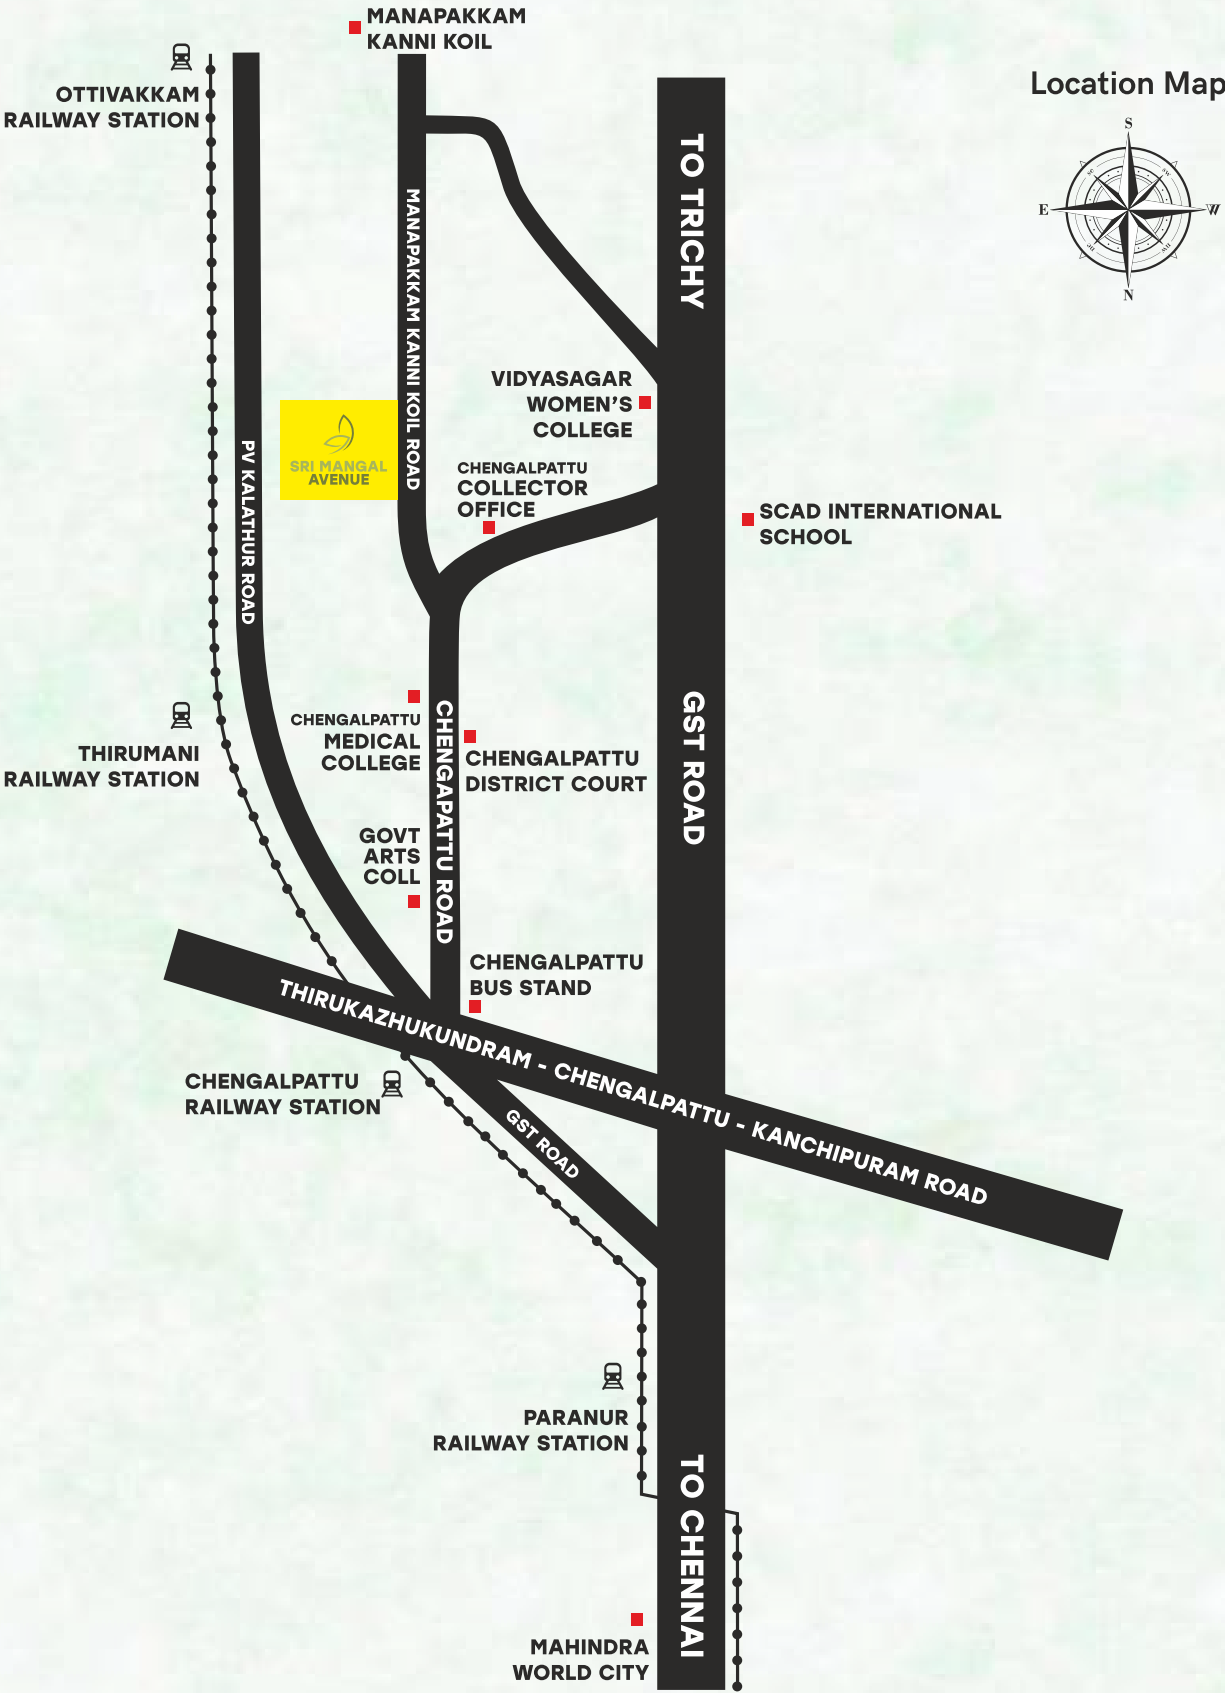 MANAPAKKAM
KANNI KOIL
Location Map
S
E
W
N
OTTIVAKKAM
RAILWAY STATION
TO TRICHY
MANAPAKKAM KANNI KOIL ROAD
VIDYASAGAR
WOMEN'S
COLLEGE
SRI MANGAL
AVENUE
PV KALATHUR ROAD
CHENGALPATTU
COLLECTOR
OFFICE
SCAD INTERNATIONAL
SCHOOL
THIRUMANI
RAILWAY STATION
CHENGALPATTU
MEDICAL
COLLEGE
CHENGAPATTU ROAD
CHENGALPATTU
DISTRICT COURT
GST ROAD
GOVT
ARTS
COLL
CHENGALPATTU
BUS STAND
THIRUKAZHUKUNDRAM - CHENGALPATTU - KANCHIPURAM ROAD
CHENGALPATTU
RAILWAY STATION
GST ROAD
PARANUR
RAILWAY STATION
TO CHENNAI
MAHINDRA
WORLD CITY